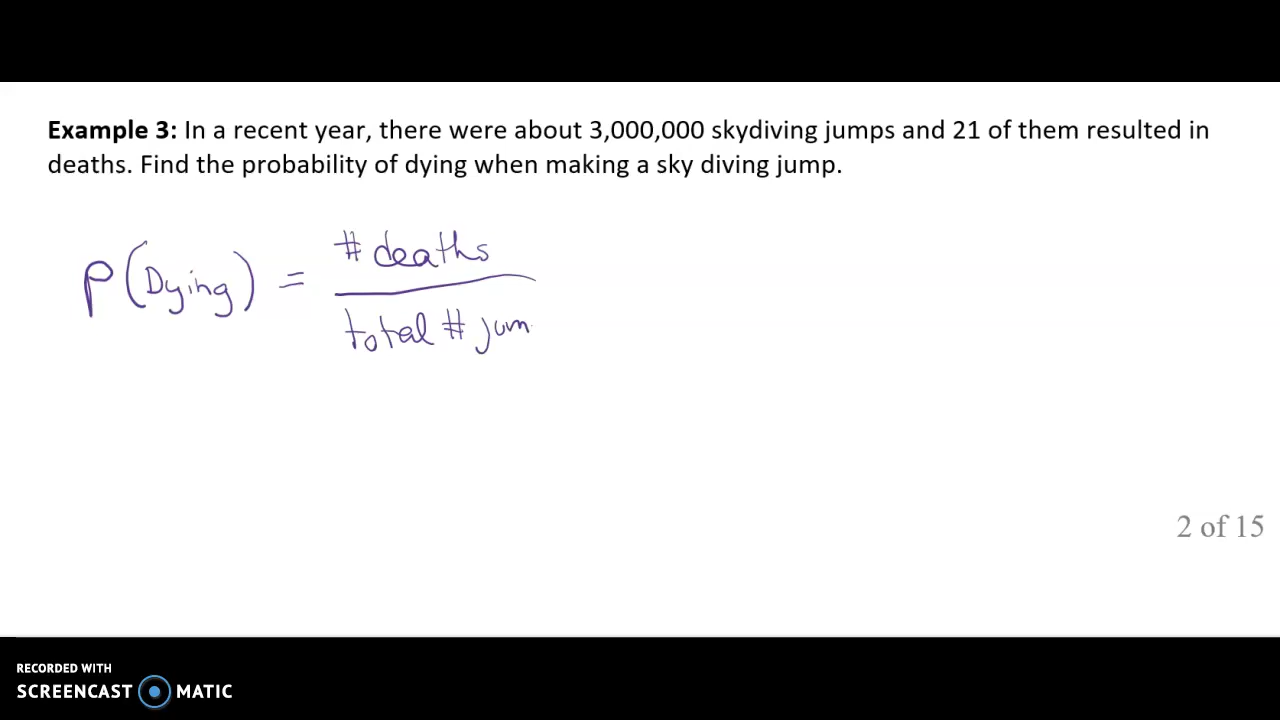 Example 3: In a recent year, there were about 3,000,000 skydiving jumps and 21 of them resulted in
deaths. Find the probability of dying when making a sky diving jump.
P(Dying) = # deaths
total # jum
2 of 15
RECORDED WITH
SCREENCAST MATIC